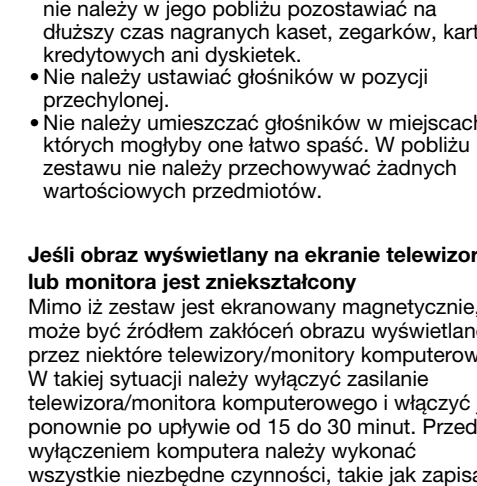 nie należy w jego pobliżu pozostawiać na
dłuższy czas nagranych kaset, zegarków, kart
kredytowych ani dyskietek.
• Nie należy ustawiać głośników w pozycji
przechylonej.
• Nie należy umieszczać głośników w miejscach
których mogłyby one łatwo spaść. W pobliżu
zestawu nie należy przechowywać żadnych
wartościowych przedmiotów.
Jeśli obraz wyświetlany na ekranie telewizor
lub monitora jest zniekształcony
Mimo iż zestaw jest ekranowany magnetycznie,
może być źródłem zakłóceń obrazu wyświetlan
przez niektóre telewizory/monitory komputerow
W takiej sytuacji należy wyłączyć zasilanie
telewizora/monitora komputerowego i włączyć
ponownie po upływie od 15 do 30 minut. Przed
wyłączeniem komputera należy wykonać
wszystkie niezbędne czynności, takie jak zapisa